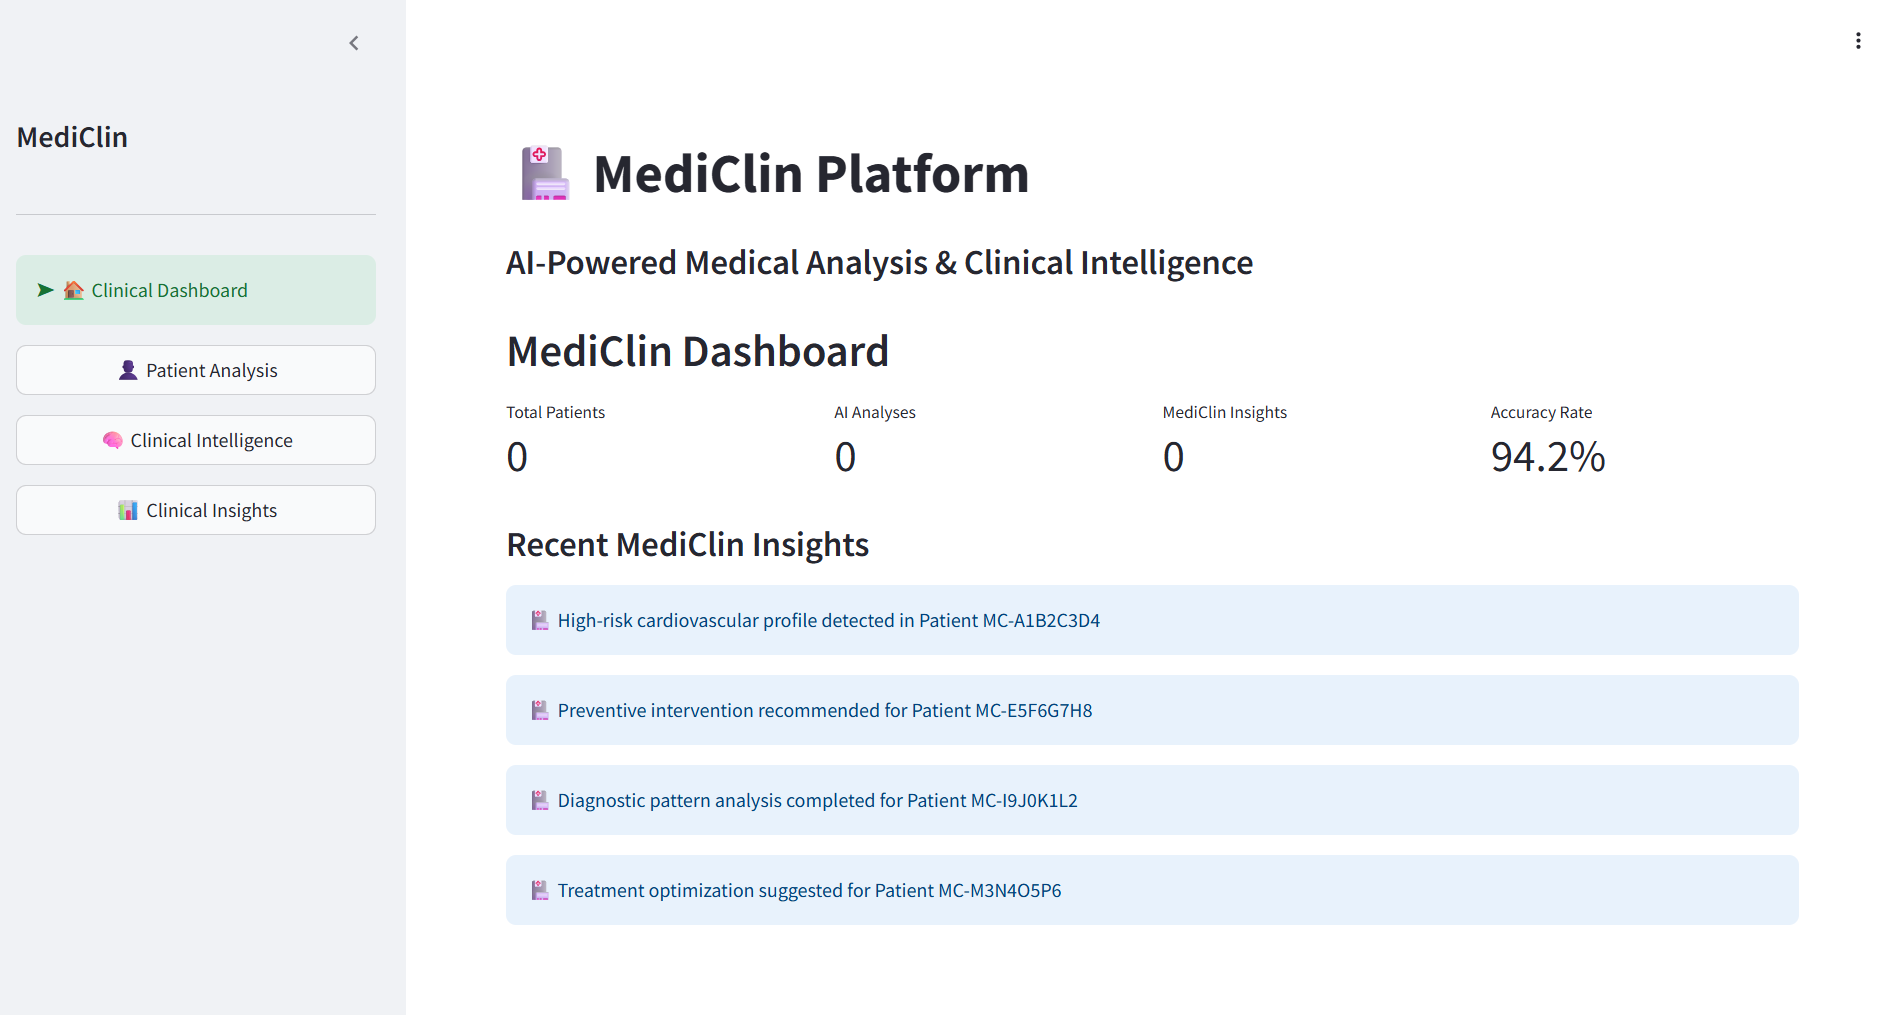 MediClin
➤ 🏠 Clinical Dashboard
👤 Patient Analysis
🧠 Clinical Intelligence
📊 Clinical Insights
🏥 MediClin Platform
AI-Powered Medical Analysis & Clinical Intelligence
MediClin Dashboard
Total Patients
0
AI Analyses
0
MediClin Insights
0
Accuracy Rate
94.2%
Recent MediClin Insights
🏥 High-risk cardiovascular profile detected in Patient MC-A1B2C3D4
🏥 Preventive intervention recommended for Patient MC-E5F6G7H8
🏥 Diagnostic pattern analysis completed for Patient MC-I9J0K1L2
🏥 Treatment optimization suggested for Patient MC-M3N4O5P6